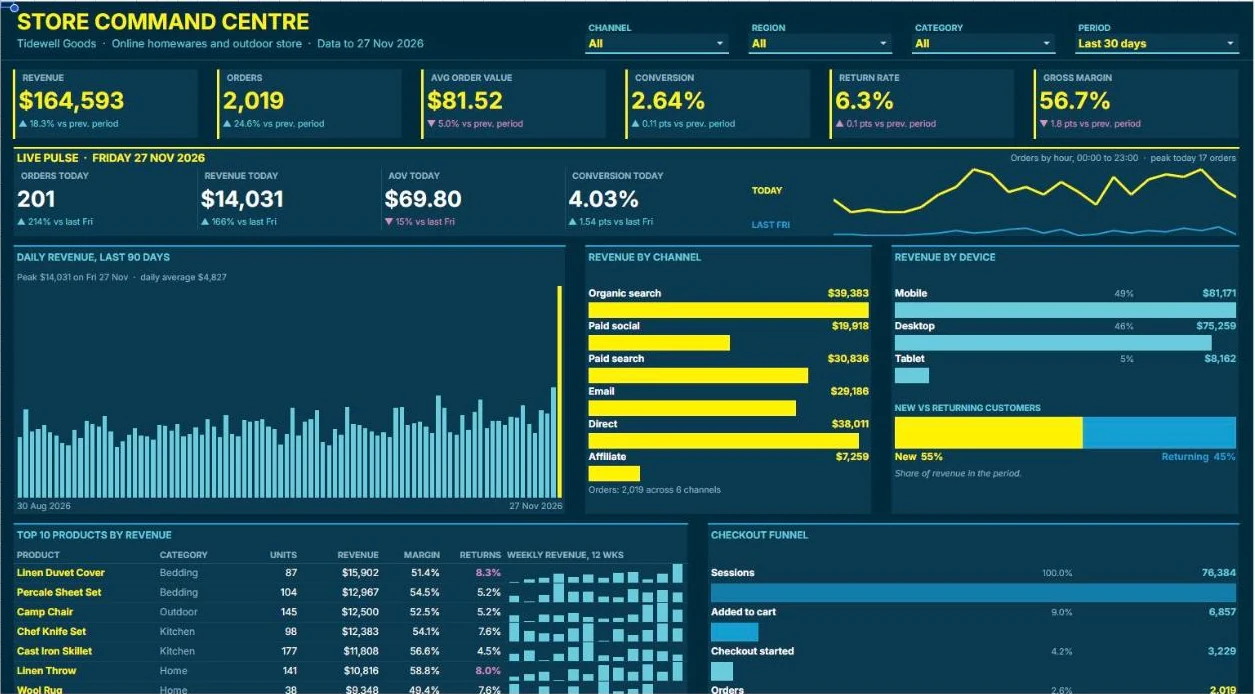 STORE COMMAND CENTRE
Tidewell Goods · Online homewares and outdoor store · Data to 27 Nov 2026
CHANNEL
All
REGION
All
CATEGORY
All
PERIOD
Last 30 days
REVENUE
$164,593
▲ 18.3% vs prev. period
ORDERS
2,019
▲ 24.6% vs prev. period
AVG ORDER VALUE
$81.52
▼ 5.0% vs prev. period
CONVERSION
2.64%
▲ 0.11 pts vs prev. period
RETURN RATE
6.3%
▲ 0.1 pts vs prev. period
GROSS MARGIN
56.7%
▼ 1.8 pts vs prev. period
LIVE PULSE · FRIDAY 27 NOV 2026
Orders by hour, 00:00 to 23:00 · peak today 17 orders
ORDERS TODAY
201
▲ 214% vs last Fri
REVENUE TODAY
$14,031
▲ 166% vs last Fri
AOV TODAY
$69.80
▼ 15% vs last Fri
CONVERSION TODAY
4.03%
▲ 1.54 pts vs last Fri
TODAY
LAST FRI
DAILY REVENUE, LAST 90 DAYS
Peak $14,031 on Fri 27 Nov · daily average $4,827
30 Aug 2026 27 Nov 2026
REVENUE BY CHANNEL
Organic search $39,383
Paid social $19,918
Paid search $30,836
Email $29,186
Direct $38,011
Affiliate $7,259
Orders: 2,019 across 6 channels
REVENUE BY DEVICE
Mobile 49% $81,171
Desktop 46% $75,259
Tablet 5% $8,162
NEW VS RETURNING CUSTOMERS
New 55% Returning 45%
Share of revenue in the period.
TOP 10 PRODUCTS BY REVENUE
PRODUCT CATEGORY UNITS REVENUE MARGIN RETURNS WEEKLY REVENUE, 12 WKS
Linen Duvet Cover Bedding 87 $15,902 51.4% 8.3%
Percale Sheet Set Bedding 104 $12,967 54.5% 5.2%
Camp Chair Outdoor 145 $12,500 52.5% 5.2%
Chef Knife Set Kitchen 98 $12,383 54.1% 7.6%
Cast Iron Skillet Kitchen 177 $11,808 56.6% 4.5%
Linen Throw Home 141 $10,816 58.8% 8.0%
Wool Rug Home 38 $9,348 49.4% 7.6%
CHECKOUT FUNNEL
Sessions 100.0% 76,384
Added to cart 9.0% 6,857
Checkout started 4.2% 3,229
Orders 2.6% 2,019